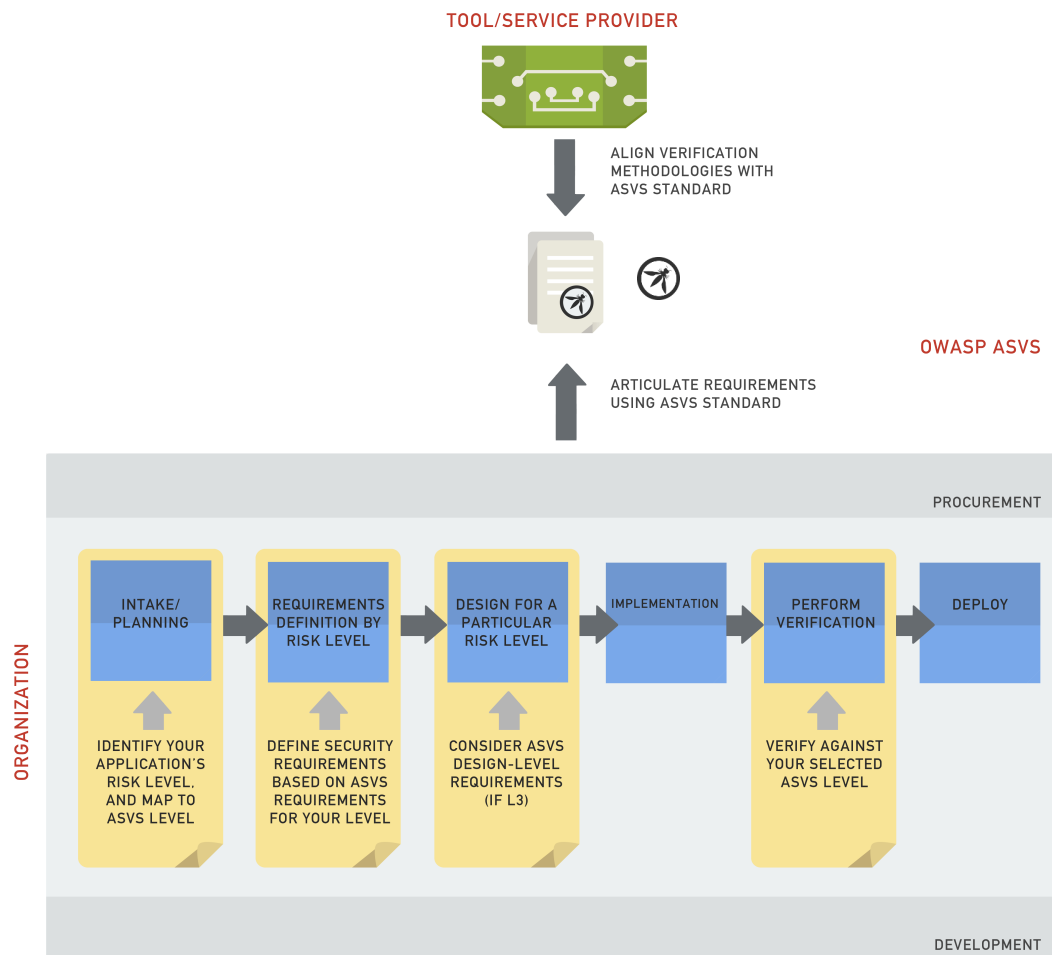 TOOL/SERVICE PROVIDER
ALIGN VERIFICATION
METHODOLOGIES WITH
ASVS STANDARD
OWASP ASVS
ARTICULATE REQUIREMENTS
USING ASVS STANDARD
PROCUREMENT
ORGANIZATION
INTAKE/
PLANNING
IDENTIFY YOUR
APPLICATION'S
RISK LEVEL,
AND MAP TO
ASVS LEVEL
REQUIREMENTS
DEFINITION BY
RISK LEVEL
DEFINE SECURITY
REQUIREMENTS
BASED ON ASVS
REQUIREMENTS
FOR YOUR LEVEL
DESIGN FOR A
PARTICULAR
RISK LEVEL
CONSIDER ASVS
DESIGN-LEVEL
REQUIREMENTS
(IF L3)
IMPLEMENTATION
PERFORM
VERIFICATION
VERIFY AGAINST
YOUR SELECTED
ASVS LEVEL
DEPLOY
DEVELOPMENT